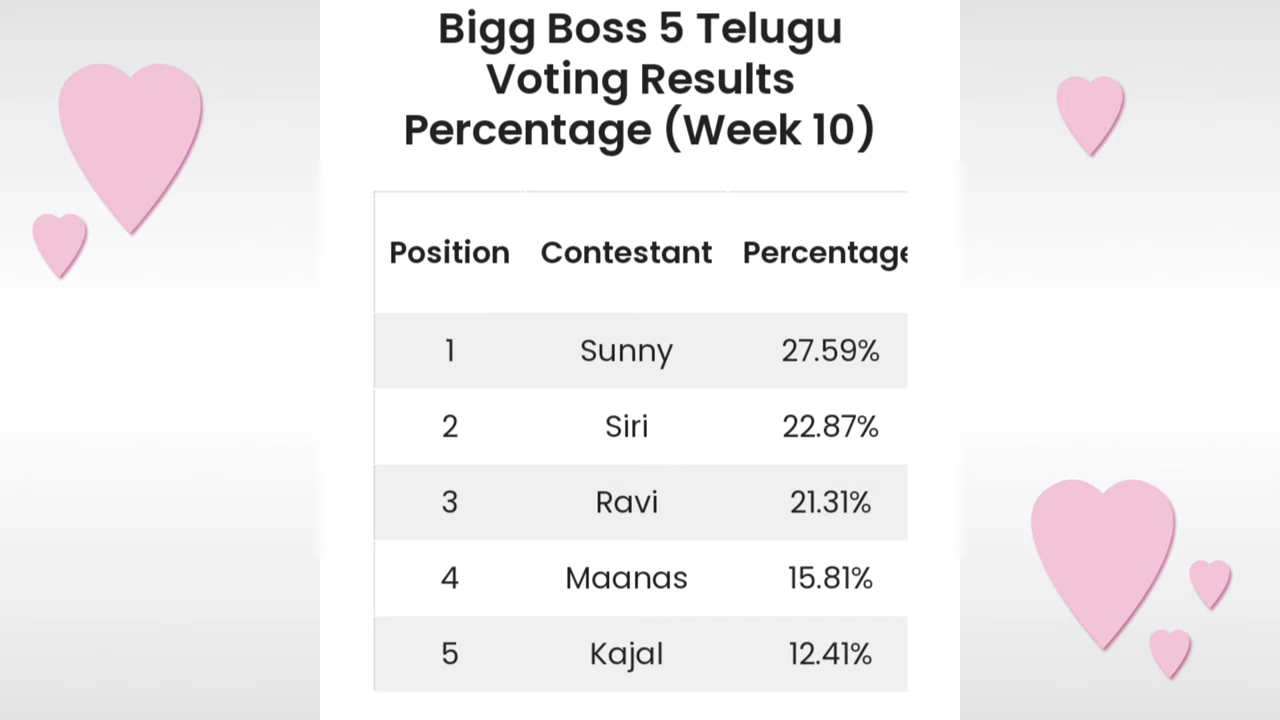 Bigg Boss 5 Telugu
Voting Results
Percentage (Week 10)
Position Contestant Percentage
1 Sunny 27.59%
2 Siri 22.87%
3 Ravi 21.31%
4 Maanas 15.81%
5 Kajal 12.41%